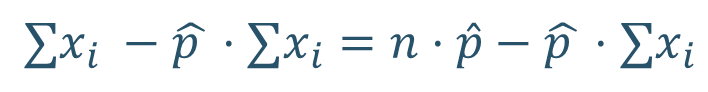 ∑xᵢ − p̂ · ∑xᵢ = n · p̂ − p̂ · ∑xᵢ